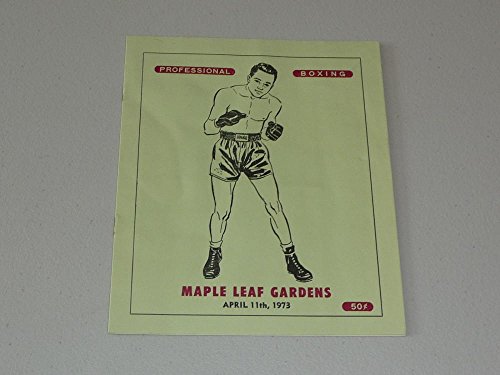 PROFESSIONAL BOXING
MAPLE LEAF GARDENS
APRIL 11th, 1973
50¢